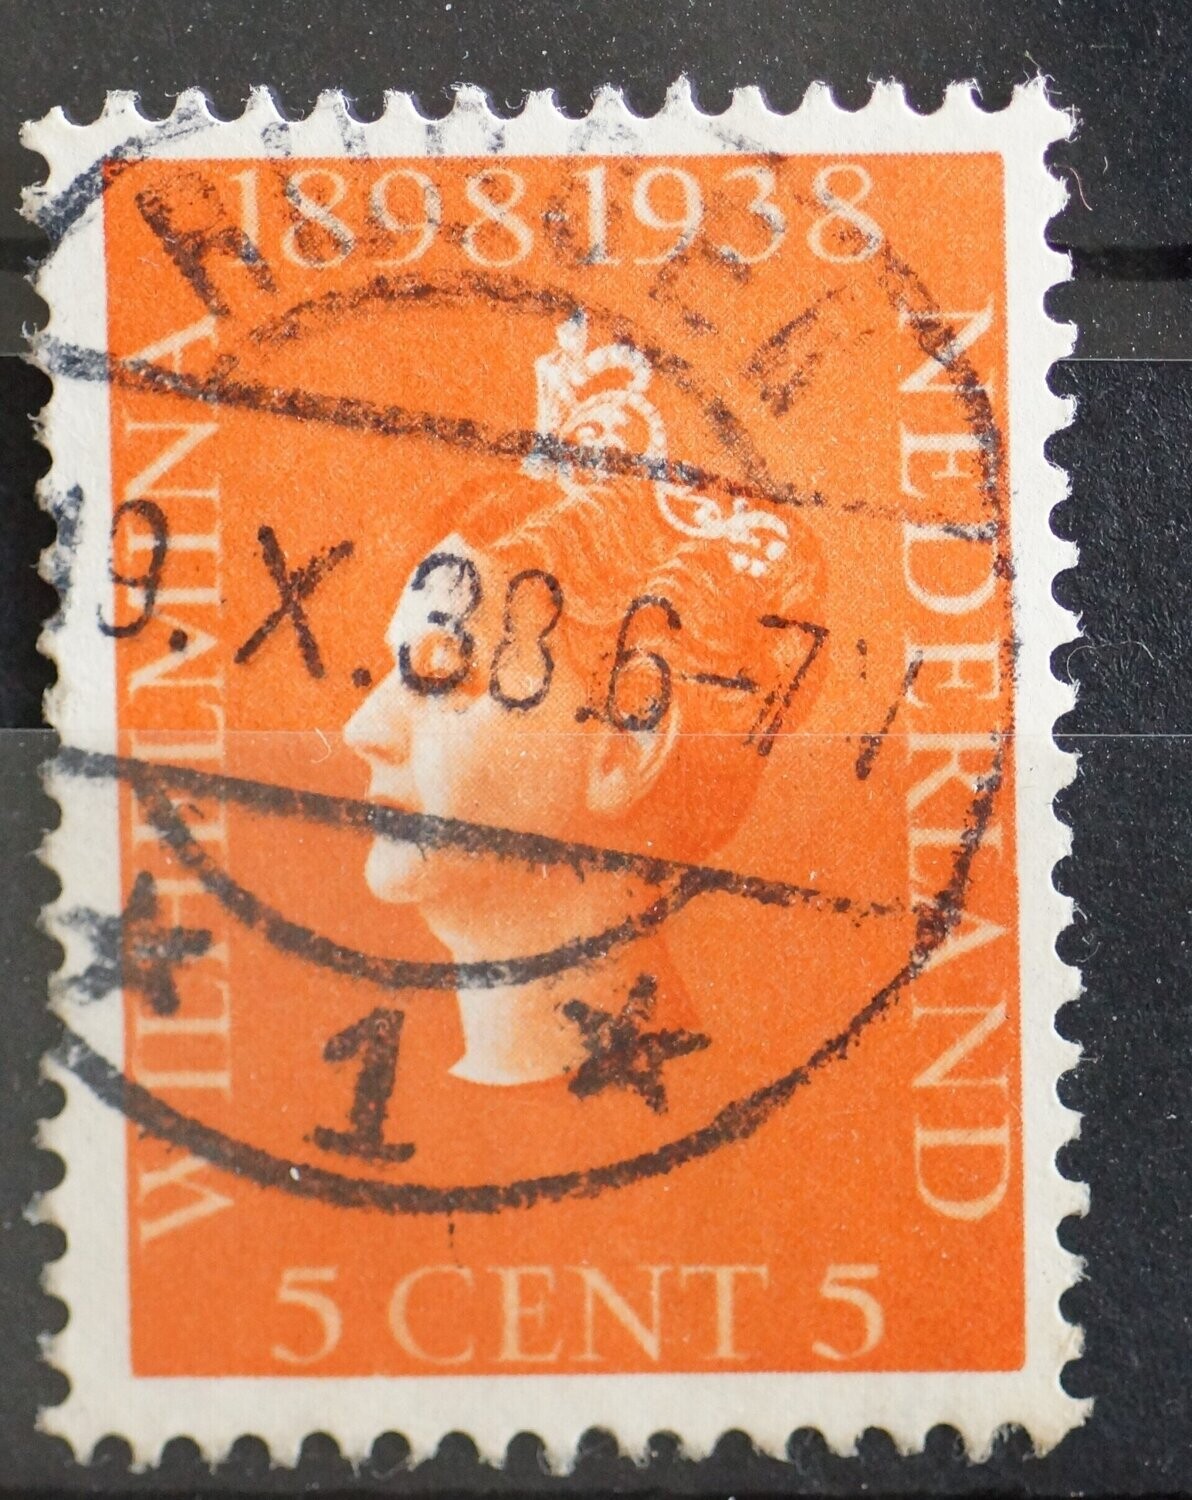 1898 1938
WILHELMINA
NEDERLAND
9.X.38.6-7
1
5 CENT 5